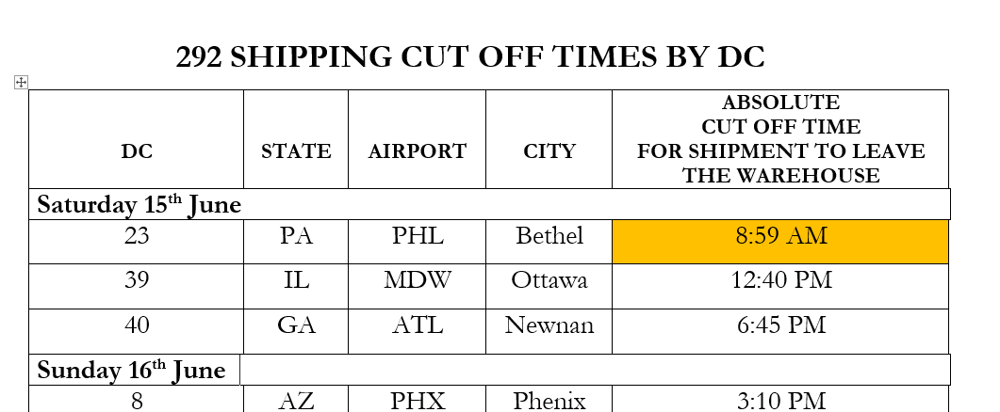 292 SHIPPING CUT OFF TIMES BY DC
DC STATE AIRPORT CITY ABSOLUTE
CUT OFF TIME
FOR SHIPMENT TO LEAVE
THE WAREHOUSE
Saturday 15th June
23 PA PHL Bethel 8:59 AM
39 IL MDW Ottawa 12:40 PM
40 GA ATL Newnan 6:45 PM
Sunday 16th June
8 AZ PHX Phenix 3:10 PM